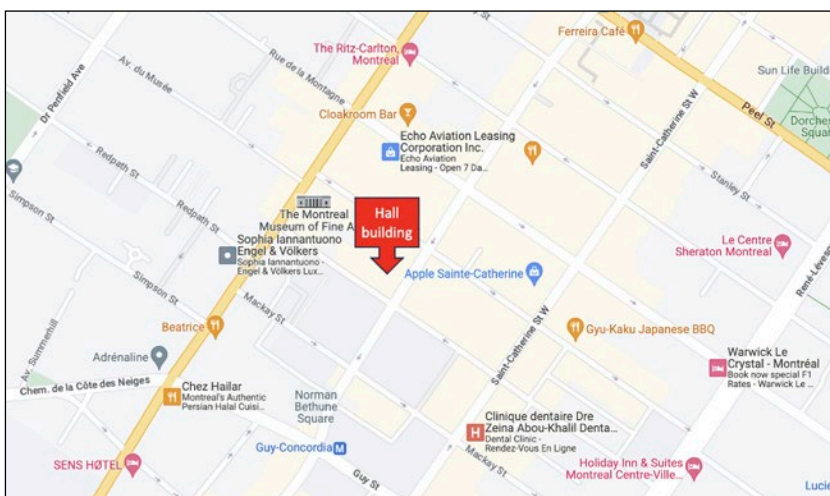 Ferreira Café
The Ritz-Carlton,
Montréal
Sun Life Buildi
Dr Penfield Ave
Av. du Musée
Rue de la Montagne
Peel St
Dorche
Square
Saint-Catherine St W
Cloakroom Bar
Echo Aviation Leasing
Corporation Inc.
Echo Aviation
Leasing - Open 7 Da...
Redpath St
Stanley St
Simpson St
Redpath St
The Montreal
Museum of Fine A
Hall
building
Sophia Iannantuono
Engel & Völkers
Sophia Iannantuono -
Engel & Völkers Lux...
Le Centre
Sheraton Montreal
Apple Sainte-Catherine
René-Lévesq
Simpson St
Mackay St
Beatrice
Gyu-Kaku Japanese BBQ
Av. Summerhill
Adrénaline
Warwick Le
Crystal - Montréal
Book now special F1
Rates - Warwick Le ...
Saint-Catherine St W
Chem. de la Côte des Neiges
Chez Hailar
Montreal's Authentic
Persian Halal Cuisi...
Norman
Bethune
Square
Clinique dentaire Dre
Zeina Abou-Khalil Denta...
Dental Clinic -
Rendez-Vous En Ligne
Guy-Concordia M
Mackay St
SENS HØTEL
Guy St
Holiday Inn & Suites
Montreal Centre-Ville...
Lucie